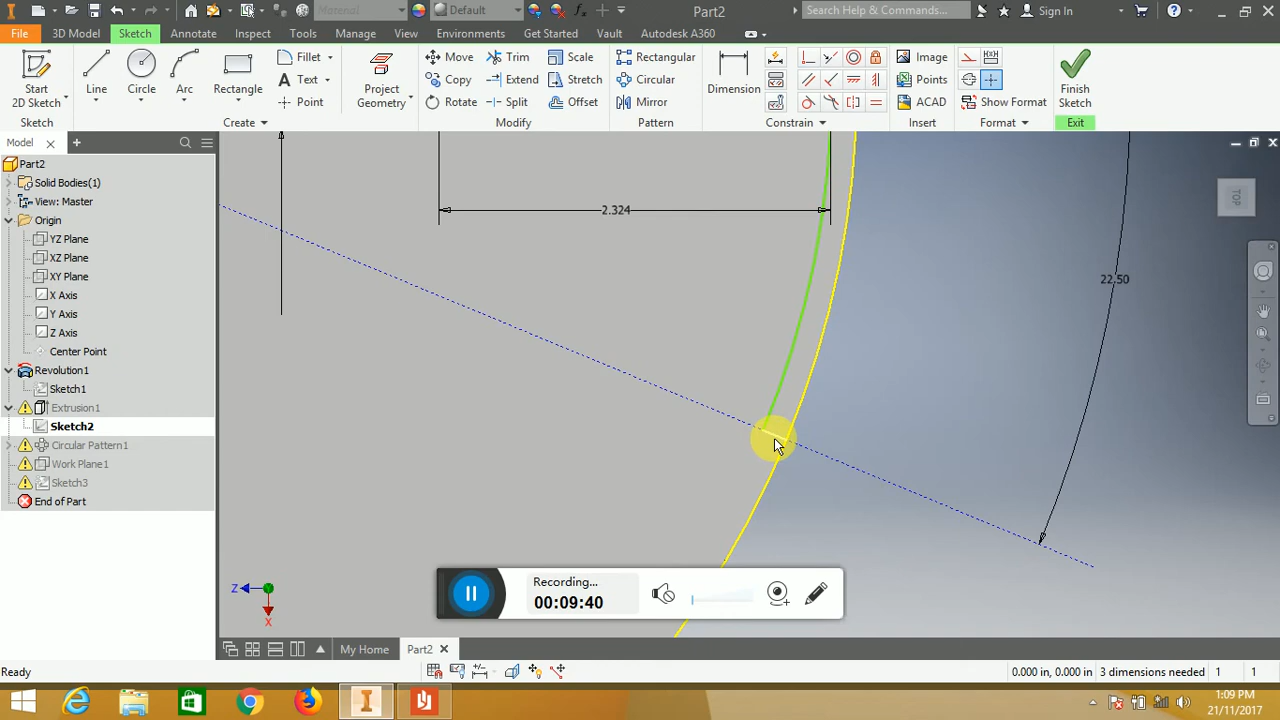 Material
Default
Part2
Search Help & Commands...
Sign In
File
3D Model
Sketch
Annotate
Inspect
Tools
Manage
View
Environments
Get Started
Vault
Autodesk A360
Start
2D Sketch
Line
Circle
Arc
Rectangle
Fillet
Text
Point
Project
Geometry
Move
Copy
Rotate
Trim
Extend
Split
Scale
Stretch
Offset
Rectangular
Circular
Mirror
Dimension
Image
Points
ACAD
Show Format
Finish
Sketch
Sketch
Create
Modify
Pattern
Constrain
Insert
Format
Exit
Model
Part2
Solid Bodies(1)
View: Master
Origin
YZ Plane
XZ Plane
XY Plane
X Axis
Y Axis
Z Axis
Center Point
Revolution1
Sketch1
Extrusion1
Sketch2
Circular Pattern1
Work Plane1
Sketch3
End of Part
2.324
22.50
TOP
Z
X
Recording...
00:09:40
My Home
Part2
Ready
0.000 in, 0.000 in
3 dimensions needed
1
1
1:09 PM
21/11/2017